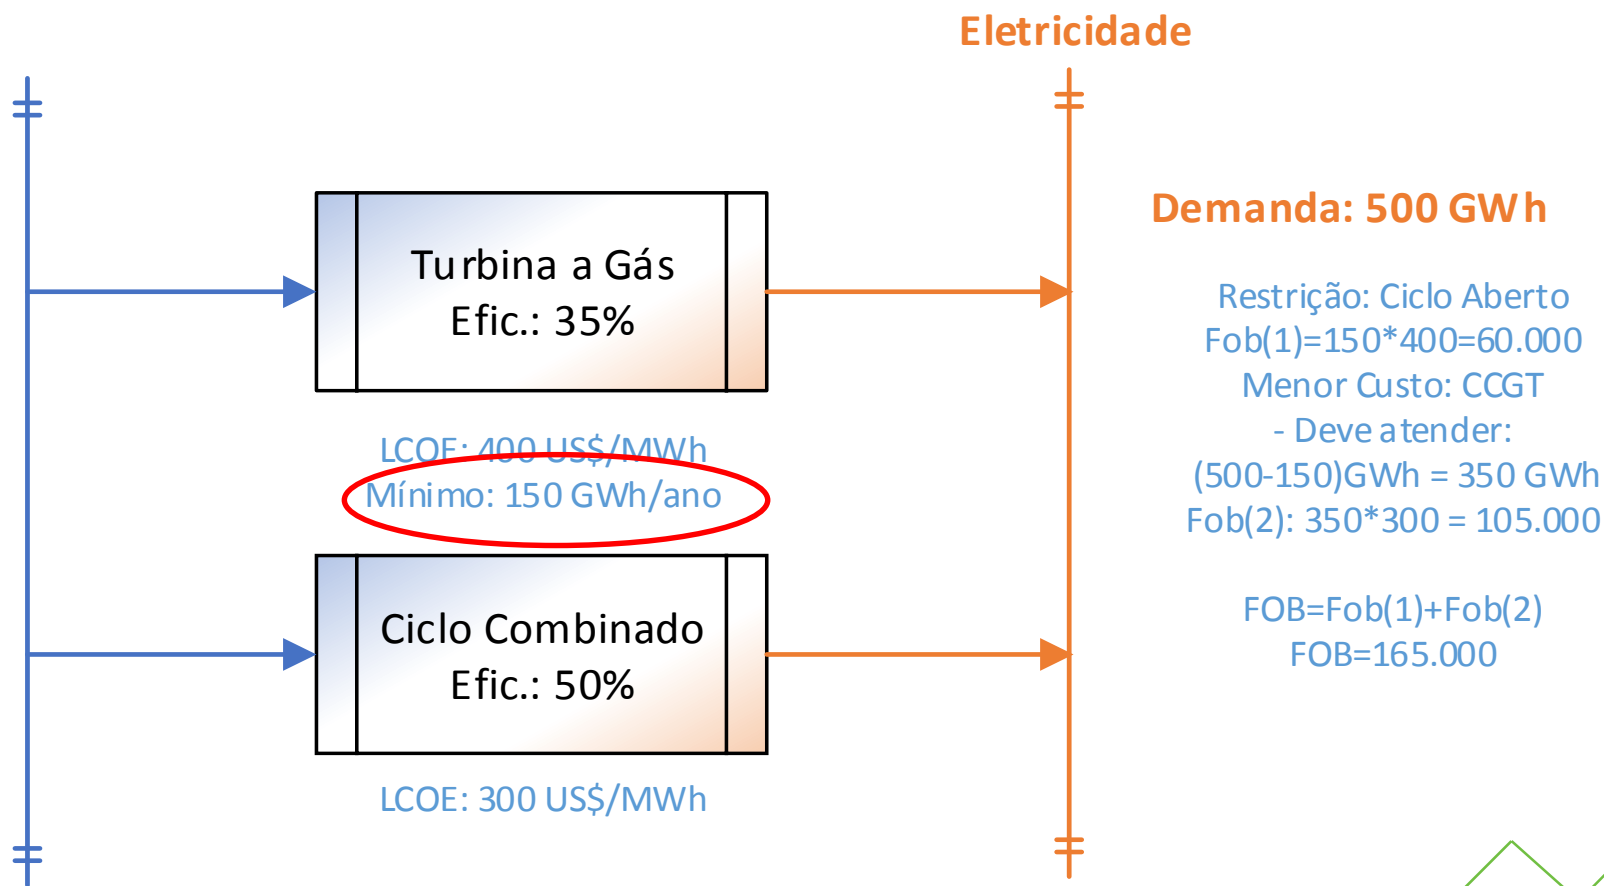 Eletricidade
Turbina a Gás
Efic.: 35%
LCOE: 400 US$/MWh
Mínimo: 150 GWh/ano
Ciclo Combinado
Efic.: 50%
LCOE: 300 US$/MWh
Demanda: 500 GWh
Restrição: Ciclo Aberto
Fob(1)=150*400=60.000
Menor Custo: CCGT
- Deve atender:
(500-150)GWh = 350 GWh
Fob(2): 350*300 = 105.000
FOB=Fob(1)+Fob(2)
FOB=165.000